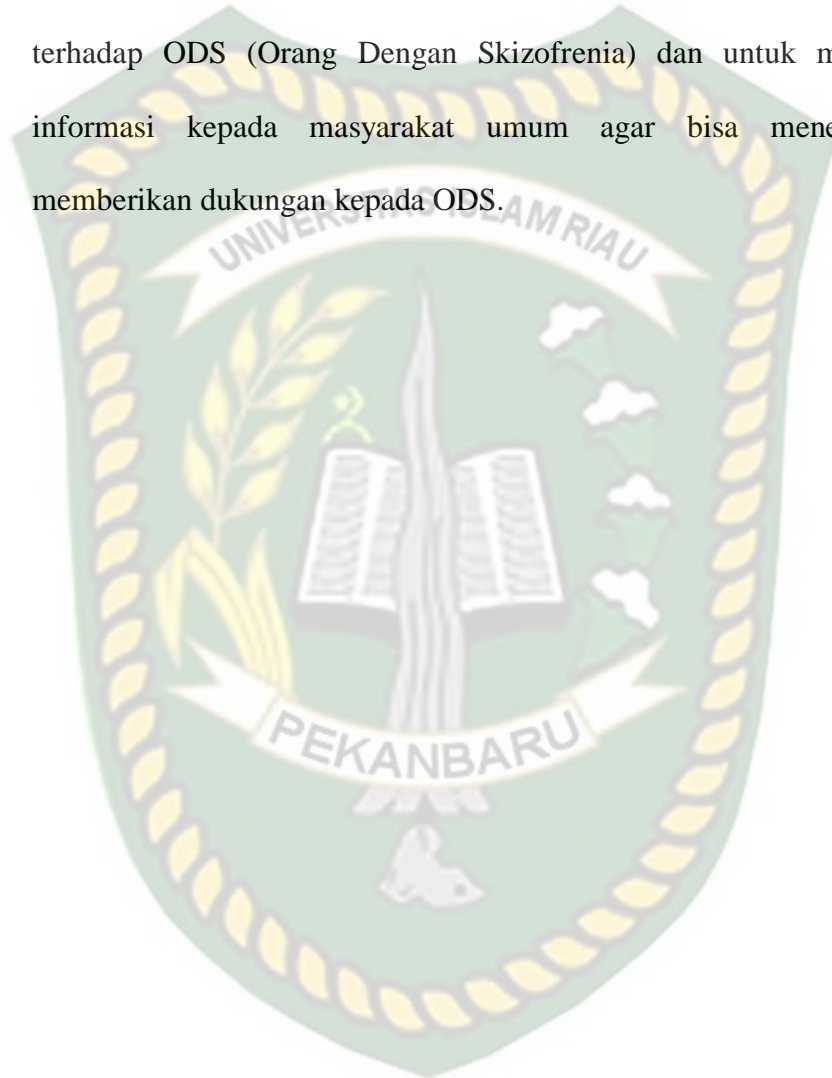 terhadap ODS (Orang Dengan Skizofrenia) dan untuk m
informasi kepada masyarakat umum agar bisa mene
memberikan dukungan kepada ODS.
UNIVERSITAS ISLAM RIAU
PEKANBARU